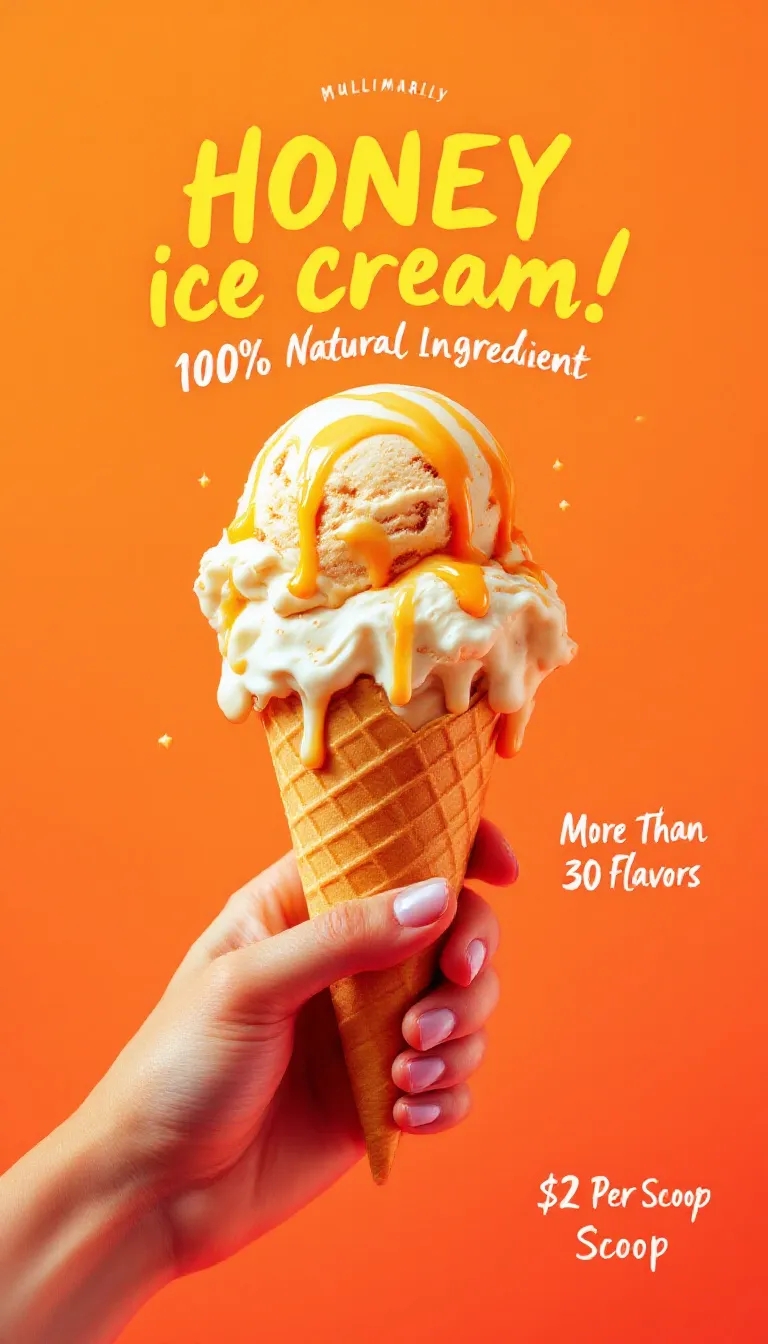 MULLIMARLLY
HONEY
ice cream!
100% Natural Ingredient
More Than
30 Flavors
$2 Per Scoop
Scoop